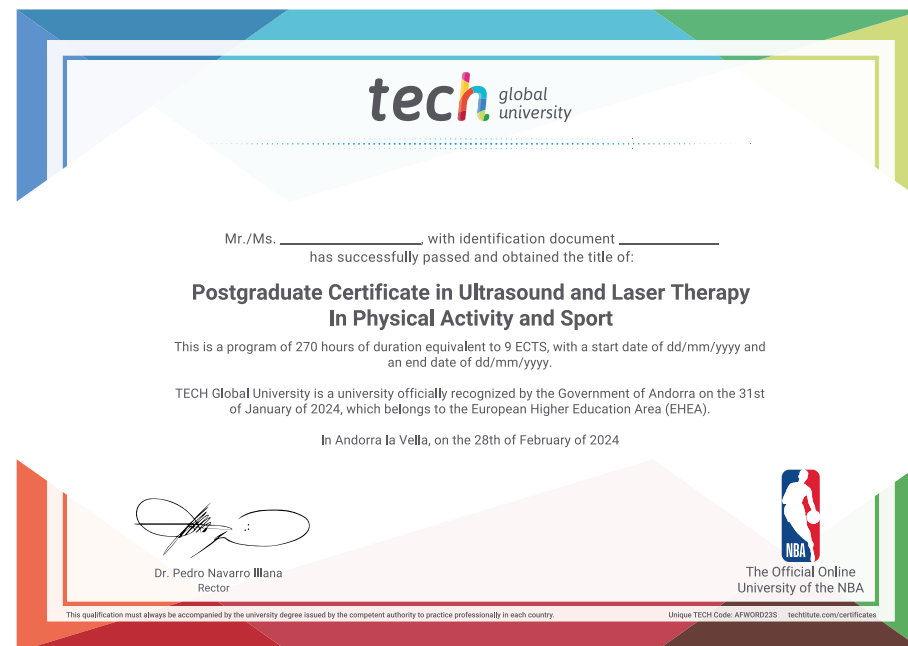 tech global
university
Mr./Ms. ____________, with identification document ____________
has successfully passed and obtained the title of:
Postgraduate Certificate in Ultrasound and Laser Therapy
In Physical Activity and Sport
This is a program of 270 hours of duration equivalent to 9 ECTS, with a start date of dd/mm/yyyy and
an end date of dd/mm/yyyy.
TECH Global University is a university officially recognized by the Government of Andorra on the 31st
of January of 2024, which belongs to the European Higher Education Area (EHEA).
In Andorra la Vella, on the 28th of February of 2024
NBA
Dr. Pedro Navarro Illana
Rector
The Official Online
University of the NBA
This qualification must always be accompanied by the university degree issued by the competent authority to practice professionally in each country.
Unique TECH Code: AFWORD23S techtitute.com/certificates